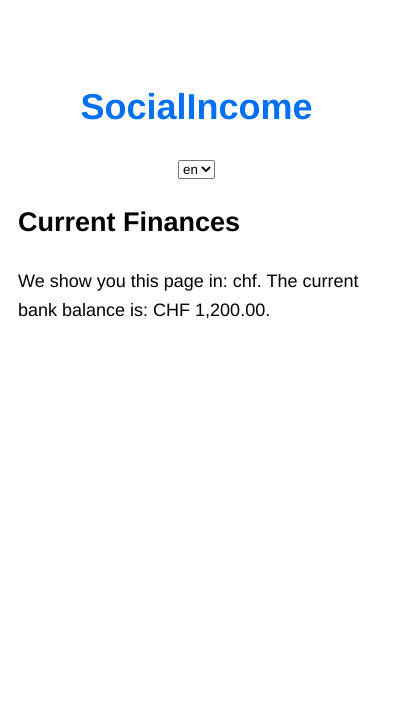 SocialIncome
en
Current Finances
We show you this page in: chf. The current
bank balance is: CHF 1,200.00.